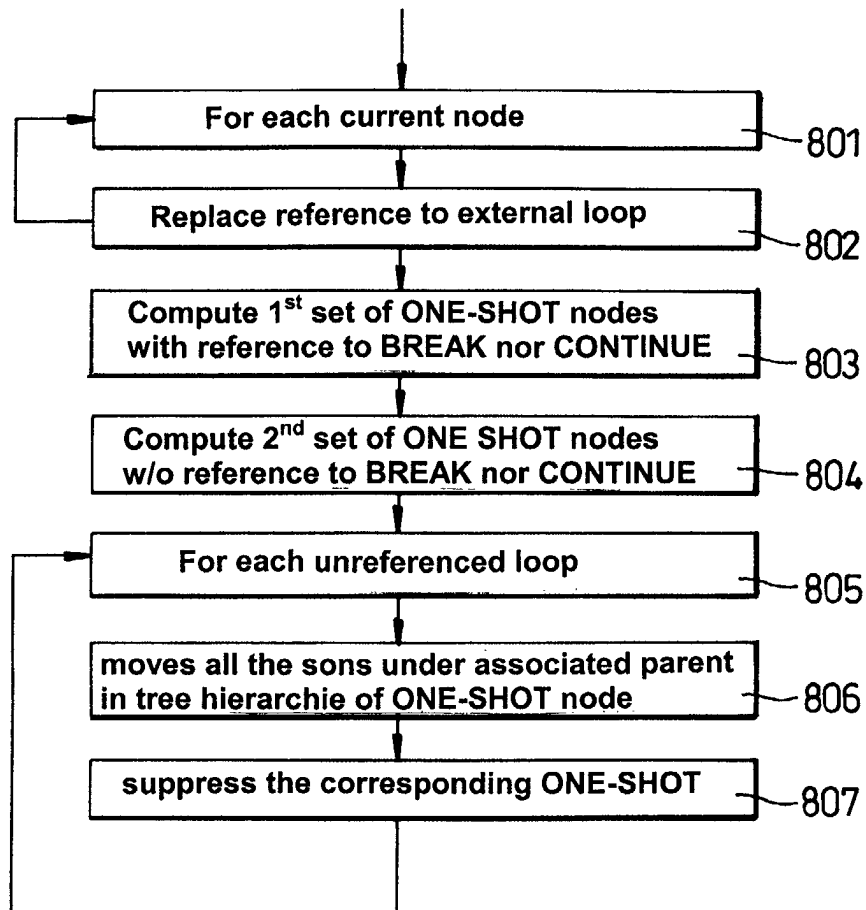 For each current node
801
Replace reference to external loop
802
Compute 1st set of ONE-SHOT nodes
with reference to BREAK nor CONTINUE
803
Compute 2nd set of ONE SHOT nodes
w/o reference to BREAK nor CONTINUE
804
For each unreferenced loop
805
moves all the sons under associated parent
in tree hierarchie of ONE-SHOT node
806
suppress the corresponding ONE-SHOT
807